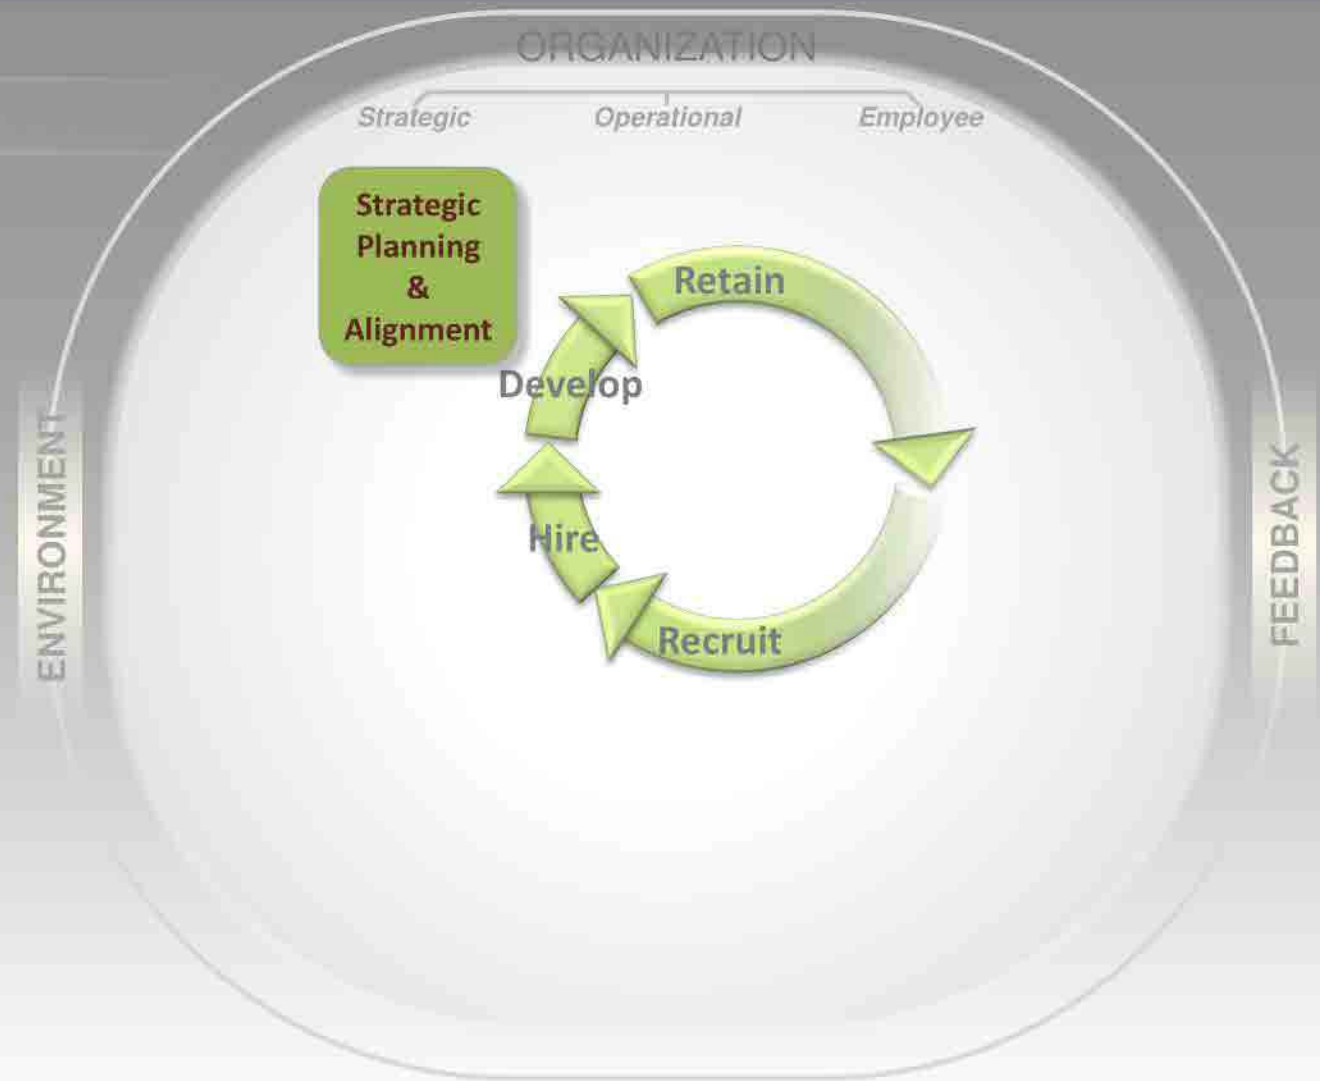 ORGANIZATION
Strategic
Operational
Employee
Strategic
Planning
&
Alignment
Retain
Develop
Hire
Recruit
ENVIRONMENT
FEEDBACK